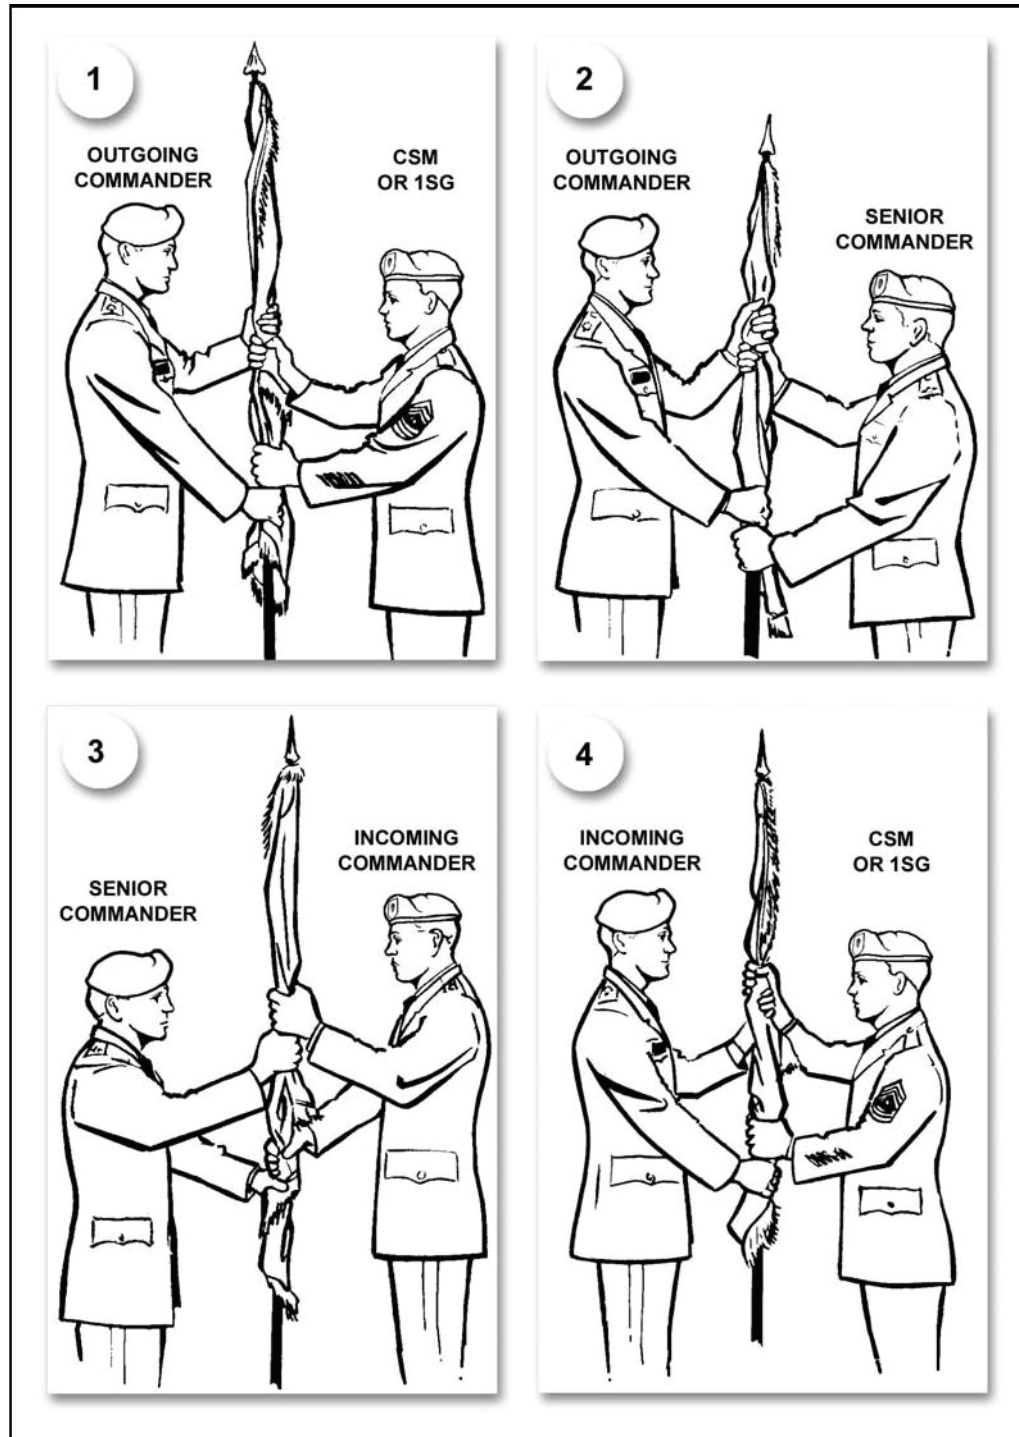 1
OUTGOING
COMMANDER
CSM
OR 1SG
2
OUTGOING
COMMANDER
SENIOR
COMMANDER
3
SENIOR
COMMANDER
INCOMING
COMMANDER
4
INCOMING
COMMANDER
CSM
OR 1SG